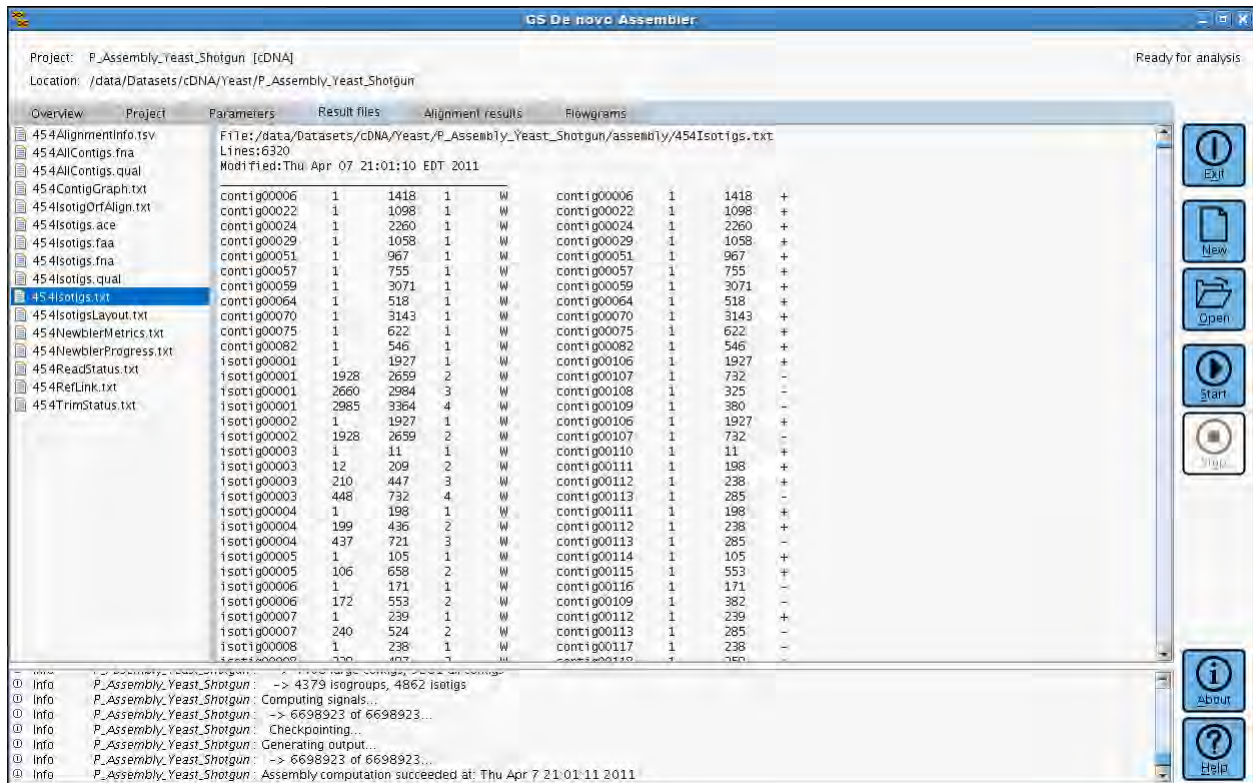 GS De novo Assembler
Project: P_Assembly_Yeast_Shotgun [cDNA]
Ready for analysis
Location: /data/Datasets/cDNA/Yeast/P_Assembly_Yeast_Shotgun
Overview Project Parameters Result files Alignment results Flowgrams
454AlignmentInfo.tsv
454AllContigs.fna
454AllContigs.qual
454ContigGraph.txt
454IsotigOrfAlign.txt
454Isotigs.ace
454Isotigs.faa
454Isotigs.fna
454Isotigs.qual
454Isotigs.txt
454IsotigsLayout.txt
454NewblerMetrics.txt
454NewblerProgress.txt
454ReadStatus.txt
454RefLink.txt
454TrimStatus.txt
File:/data/Datasets/cDNA/Yeast/P_Assembly_Yeast_Shotgun/assembly/454Isotigs.txt
Lines:6320
Modified:Thu Apr 07 21:01:10 EDT 2011
contig00006 1 1418 1 W contig00006 1 1418 +
contig00022 1 1098 1 W contig00022 1 1098 +
contig00024 1 2260 1 W contig00024 1 2260 +
contig00029 1 1058 1 W contig00029 1 1058 +
contig00051 1 967 1 W contig00051 1 967 +
contig00057 1 755 1 W contig00057 1 755 +
contig00059 1 3071 1 W contig00059 1 3071 +
contig00064 1 518 1 W contig00064 1 518 +
contig00070 1 3143 1 W contig00070 1 3143 +
contig00075 1 622 1 W contig00075 1 622 +
contig00082 1 546 1 W contig00082 1 546 +
isotig00001 1 1927 1 W contig00106 1 1927 +
isotig00001 1928 2659 2 W contig00107 1 732 -
isotig00001 2660 2984 3 W contig00108 1 325 -
isotig00001 2985 3364 4 W contig00109 1 380 -
isotig00002 1 1927 1 W contig00106 1 1927 +
isotig00002 1928 2659 2 W contig00107 1 732 -
isotig00003 1 11 1 W contig00110 1 11 +
isotig00003 12 209 2 W contig00111 1 198 +
isotig00003 210 447 3 W contig00112 1 238 +
isotig00003 448 732 4 W contig00113 1 285 -
isotig00004 1 198 1 W contig00111 1 198 +
isotig00004 199 436 2 W contig00112 1 238 +
isotig00004 437 721 3 W contig00113 1 285 -
isotig00005 1 105 1 W contig00114 1 105 +
isotig00005 106 658 2 W contig00115 1 553 +
isotig00006 1 171 1 W contig00116 1 171 -
isotig00006 172 553 2 W contig00109 1 382 -
isotig00007 1 239 1 W contig00112 1 239 +
isotig00007 240 524 2 W contig00113 1 285 -
isotig00008 1 238 1 W contig00117 1 238 -
Exit
New
Open
Start
Stop
About
Help
Info P_Assembly_Yeast_Shotgun : -> 4379 isogroups, 4862 isotigs
Info P_Assembly_Yeast_Shotgun : Computing signals...
Info P_Assembly_Yeast_Shotgun : -> 6698923 of 6698923...
Info P_Assembly_Yeast_Shotgun : Checkpointing...
Info P_Assembly_Yeast_Shotgun : Generating output...
Info P_Assembly_Yeast_Shotgun : -> 6698923 of 6698923...
Info P_Assembly_Yeast_Shotgun : Assembly computation succeeded at: Thu Apr 7 21:01:11 2011